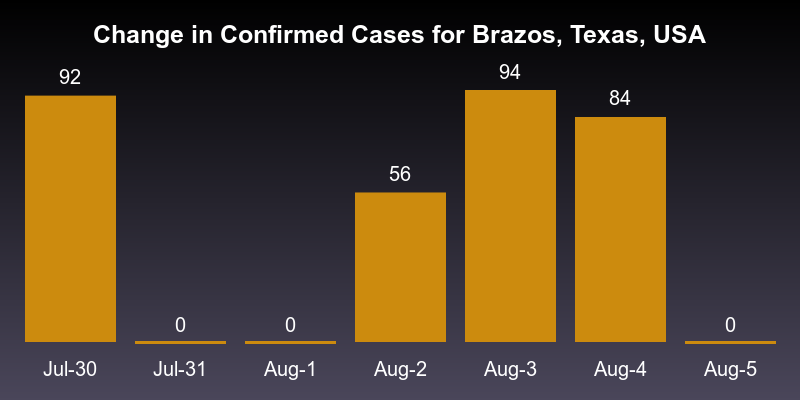 Change in Confirmed Cases for Brazos, Texas, USA
92
0
0
56
94
84
0
Jul-30
Jul-31
Aug-1
Aug-2
Aug-3
Aug-4
Aug-5